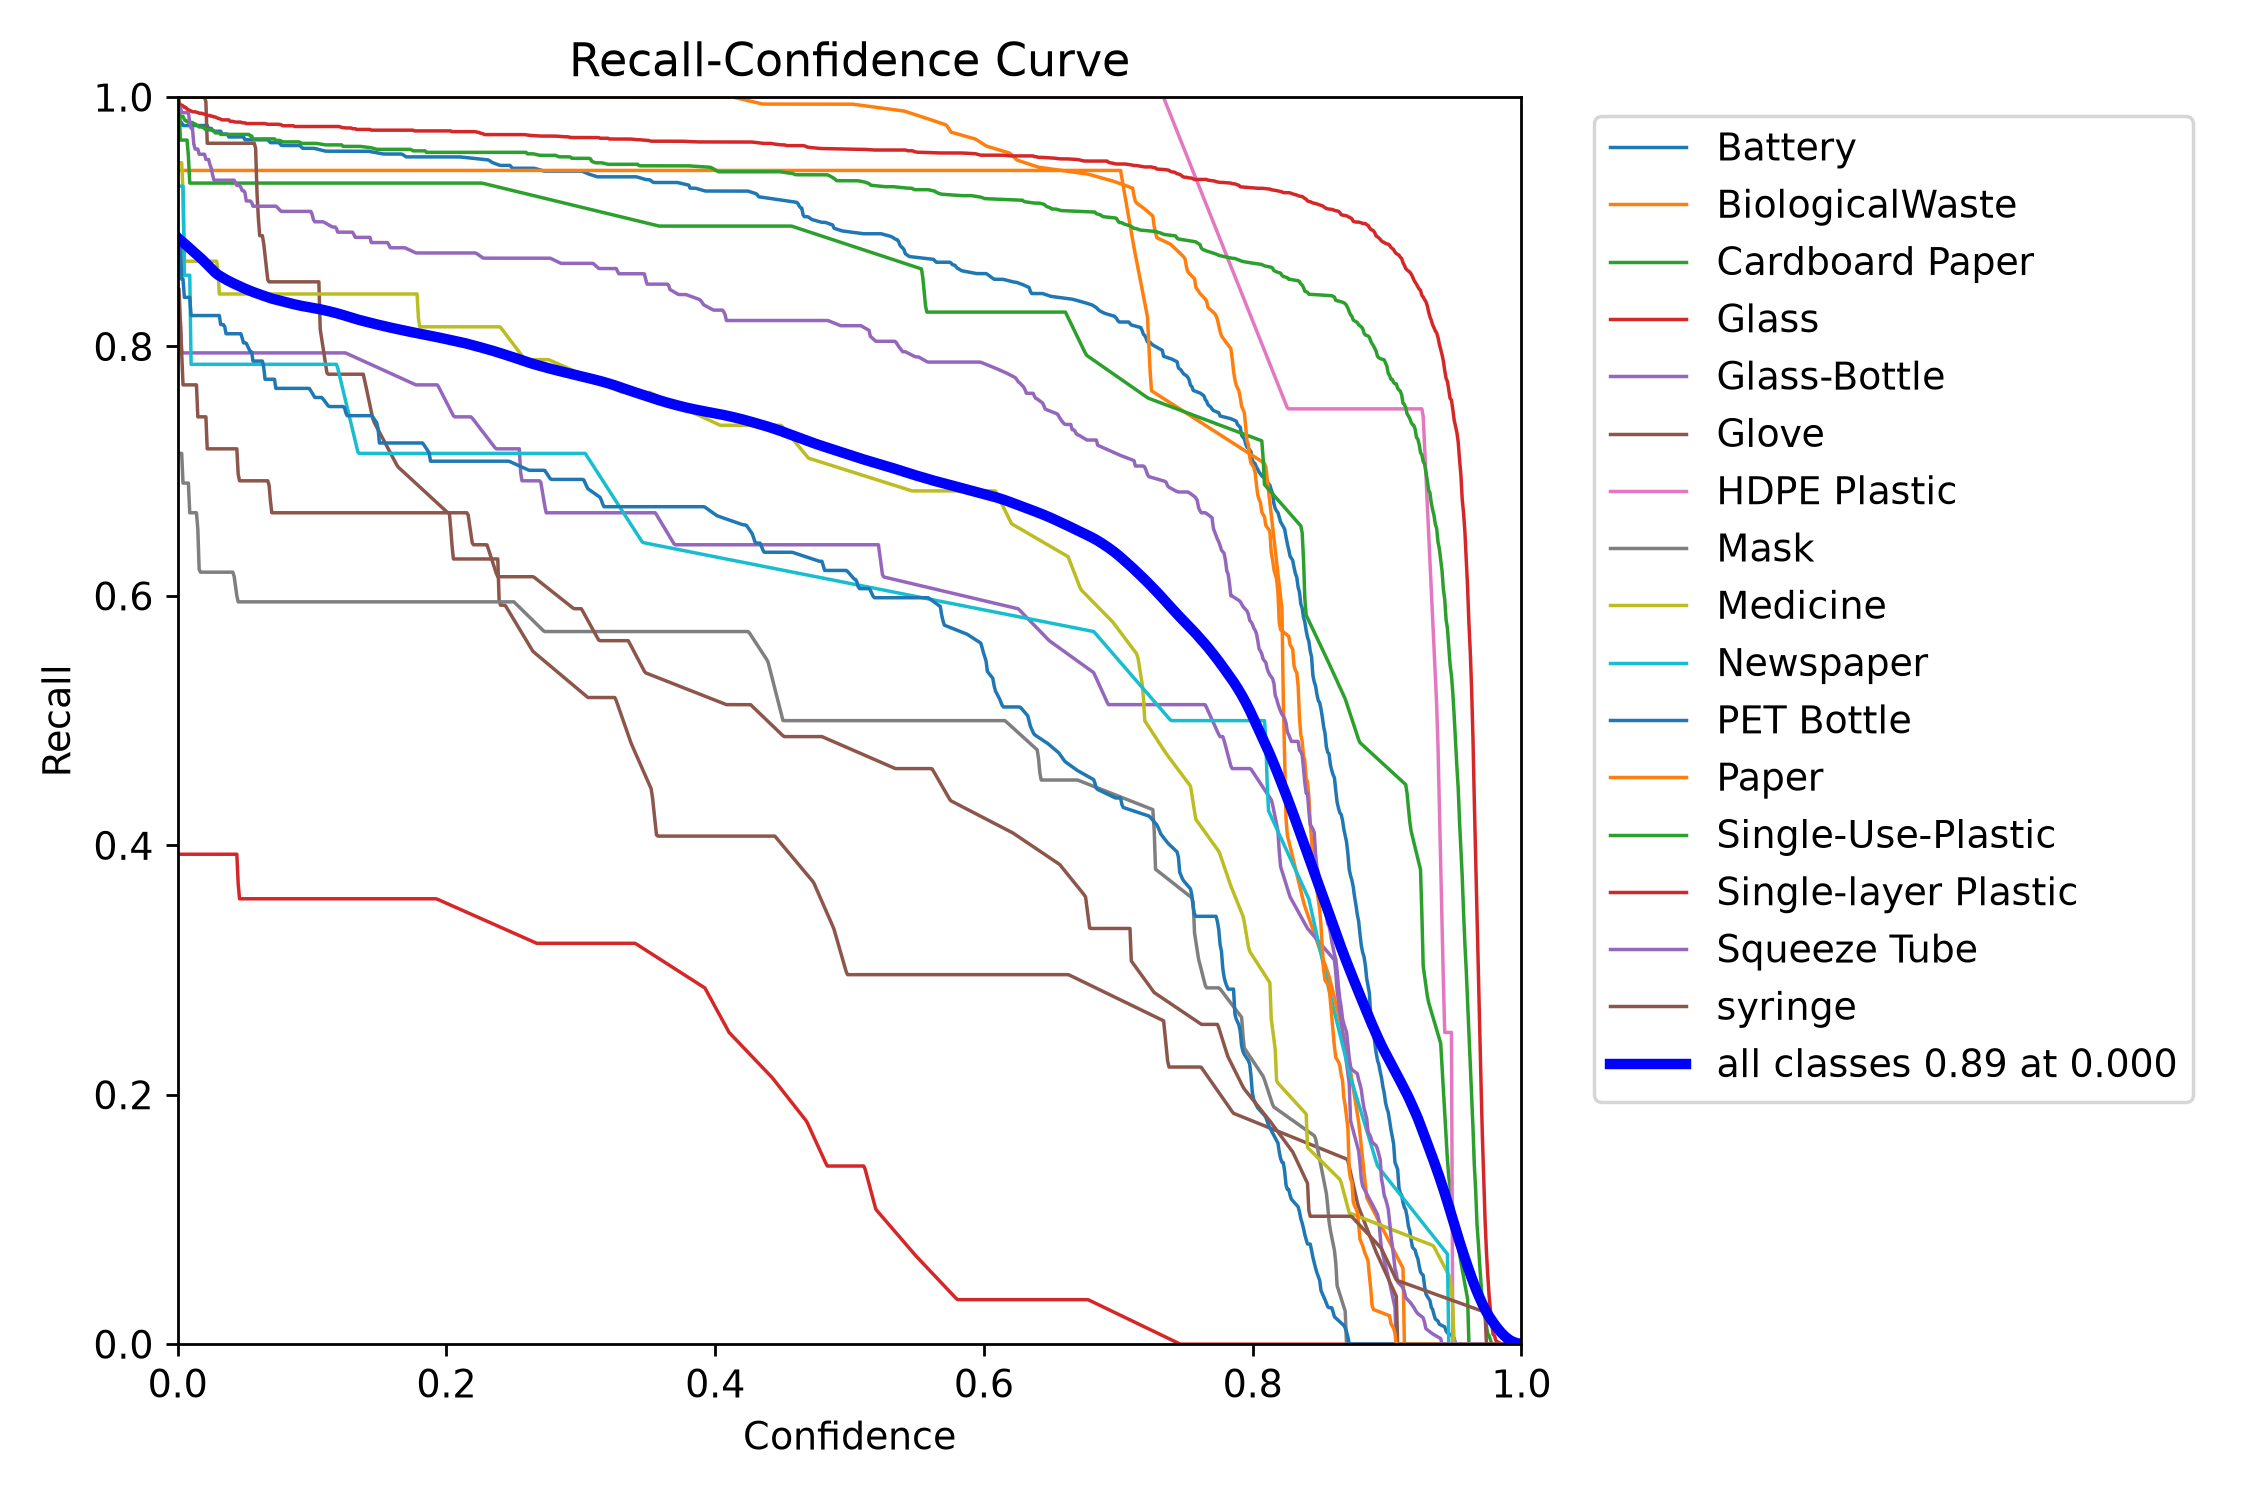 Recall-Confidence Curve
1.0
0.8
0.6
0.4
0.2
0.0
Recall
0.0 0.2 0.4 0.6 0.8 1.0
Confidence
Battery
BiologicalWaste
Cardboard Paper
Glass
Glass-Bottle
Glove
HDPE Plastic
Mask
Medicine
Newspaper
PET Bottle
Paper
Single-Use-Plastic
Single-layer Plastic
Squeeze Tube
syringe
all classes 0.89 at 0.000